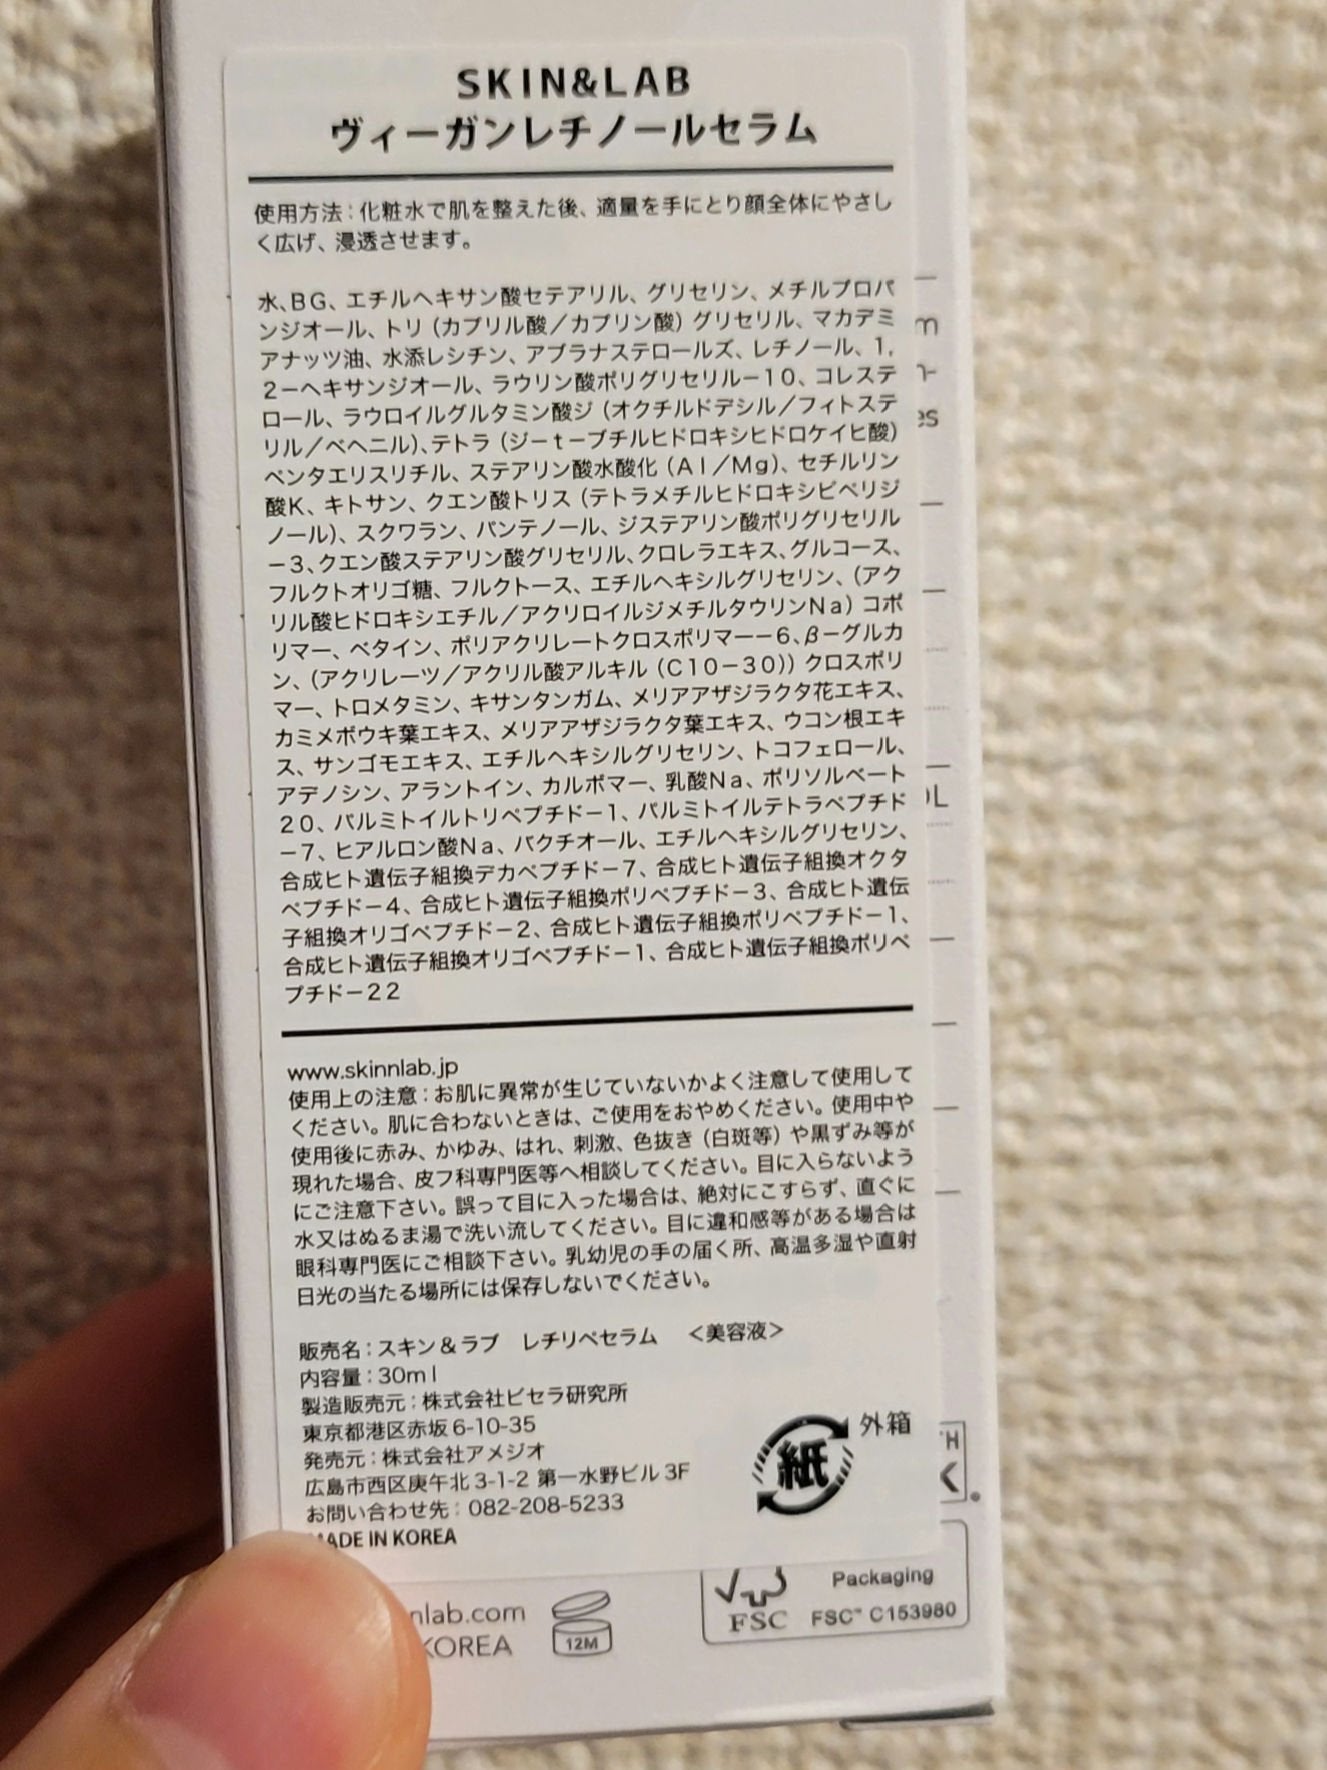 SKIN&LAB
ヴィーガンレチノールセラム
使用方法：化粧水で肌を整えた後、適量を手にとり顔全体にやさし
く広げ、浸透させます。
水、BG、エチルヘキサン酸セテアリル、グリセリン、メチルプロパ
ンジオール、トリ（カプリル酸／カプリン酸）グリセリル、マカデミ
アナッツ油、水添レシチン、アブラナステロールズ、レチノール、1,
2－ヘキサンジオール、ラウリン酸ポリグリセリル－10、コレステ
ロール、ラウロイルグルタミン酸ジ（オクチルドデシル／フィトステ
リル／ベヘニル）、テトラ（ジ－t－ブチルヒドロキシヒドロケイヒ酸）
ペンタエリスリチル、ステアリン酸水酸化（Al／Mg）、セチルリン
酸K、キトサン、クエン酸トリス（テトラメチルヒドロキシピペリジ
ノール）、スクワラン、パンテノール、ジステアリン酸ポリグリセリル
－3、クエン酸ステアリン酸グリセリル、クロレラエキス、グルコース、
フルクトオリゴ糖、フルクトース、エチルヘキシルグリセリン、（アク
リル酸ヒドロキシエチル／アクリロイルジメチルタウリンNa）コポ
リマー、ベタイン、ポリアクリレートクロスポリマー－6、β－グルカ
ン、（アクリレーツ／アクリル酸アルキル（C10－30））クロスポリ
マー、トロメタミン、キサンタンガム、メリアアザジラクタ花エキス、
カミメボウキ葉エキス、メリアアザジラクタ葉エキス、ウコン根エキ
ス、サンゴモエキス、エチルヘキシルグリセリン、トコフェロール、
アデノシン、アラントイン、カルボマー、乳酸Na、ポリソルベート
20、パルミトイルトリペプチド－1、パルミトイルテトラペプチド
－7、ヒアルロン酸Na、バクチオール、エチルヘキシルグリセリン、
合成ヒト遺伝子組換デカペプチド－7、合成ヒト遺伝子組換オクタ
ペプチド－4、合成ヒト遺伝子組換ポリペプチド－3、合成ヒト遺伝
子組換オリゴペプチド－2、合成ヒト遺伝子組換ポリペプチド－1、
合成ヒト遺伝子組換オリゴペプチド－1、合成ヒト遺伝子組換ポリペ
プチド－22
www.skinnlab.jp
使用上の注意：お肌に異常が生じていないかよく注意して使用して
ください。肌に合わないときは、ご使用をおやめください。使用中や
使用後に赤み、かゆみ、はれ、刺激、色抜き（白斑等）や黒ずみ等が
現れた場合、皮フ科専門医等へ相談してください。目に入らないよう
にご注意下さい。誤って目に入った場合は、絶対にこすらず、直ぐに
水又はぬるま湯で洗い流してください。目に違和感等がある場合は
眼科専門医にご相談下さい。乳幼児の手の届く所、高温多湿や直射
日光の当たる場所には保存しないでください。
販売名：スキン＆ラブ　レチリペセラム　＜美容液＞
内容量：30ml
製造販売元：株式会社ピセラ研究所
東京都港区赤坂 6-10-35
発売元：株式会社アメジオ
広島市西区庚午北 3-1-2 第一水野ビル 3F
お問い合わせ先：082-208-5233
MADE IN KOREA
紙 外箱
nlab.com
KOREA
12M
Packaging
FSC FSC™ C153980